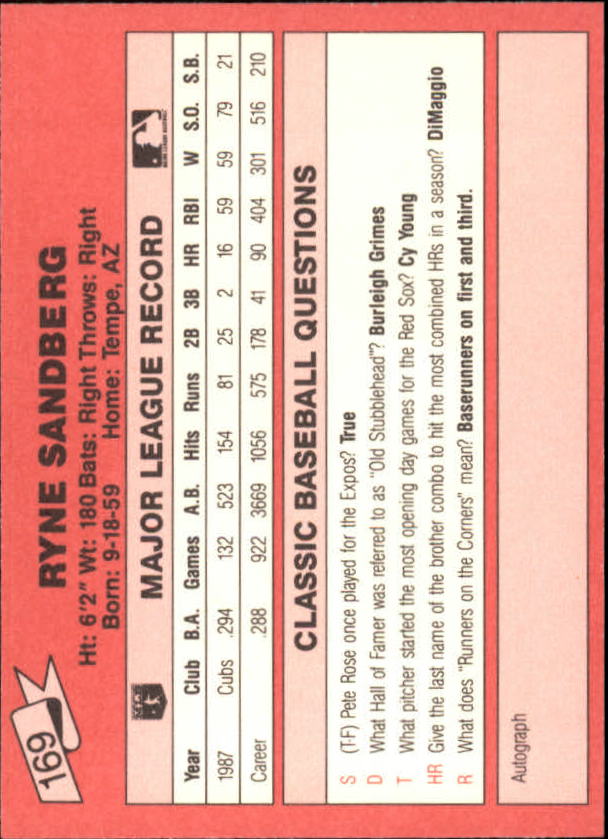 169
RYNE SANDBERG
Ht: 6'2" Wt: 180 Bats: Right Throws: Right
Born: 9-18-59 Home: Tempe, AZ
MAJOR LEAGUE RECORD
Year Club B.A. Games A.B. Hits Runs 2B 3B HR RBI W S.O. S.B.
1987 Cubs .294 132 523 154 81 25 2 16 59 59 79 21
Career .288 922 3669 1056 575 178 41 90 404 301 516 210
CLASSIC BASEBALL QUESTIONS
S (T-F) Pete Rose once played for the Expos? True
D What Hall of Famer was referred to as "Old Stubblehead"? Burleigh Grimes
T What pitcher started the most opening day games for the Red Sox? Cy Young
HR Give the last name of the brother combo to hit the most combined HRs in a season? DiMaggio
R What does "Runners on the Corners" mean? Baserunners on first and third.
Autograph